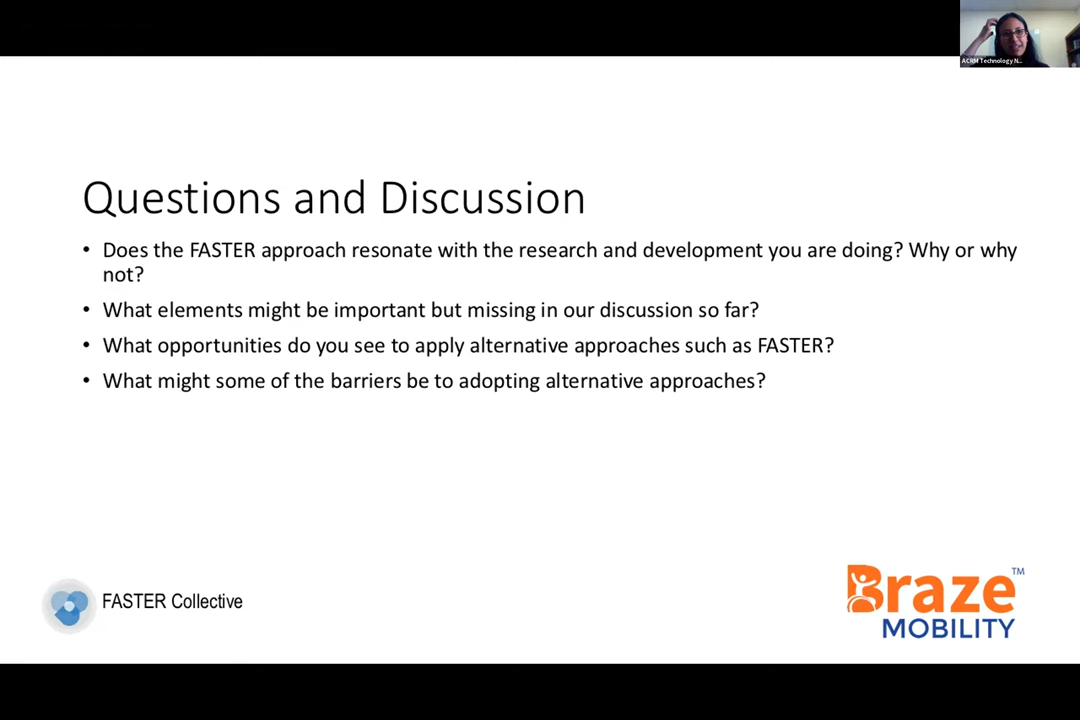 ACRM Technology N...
Questions and Discussion
• Does the FASTER approach resonate with the research and development you are doing? Why or why
not?
• What elements might be important but missing in our discussion so far?
• What opportunities do you see to apply alternative approaches such as FASTER?
• What might some of the barriers be to adopting alternative approaches?
FASTER Collective
Braze TM
MOBILITY